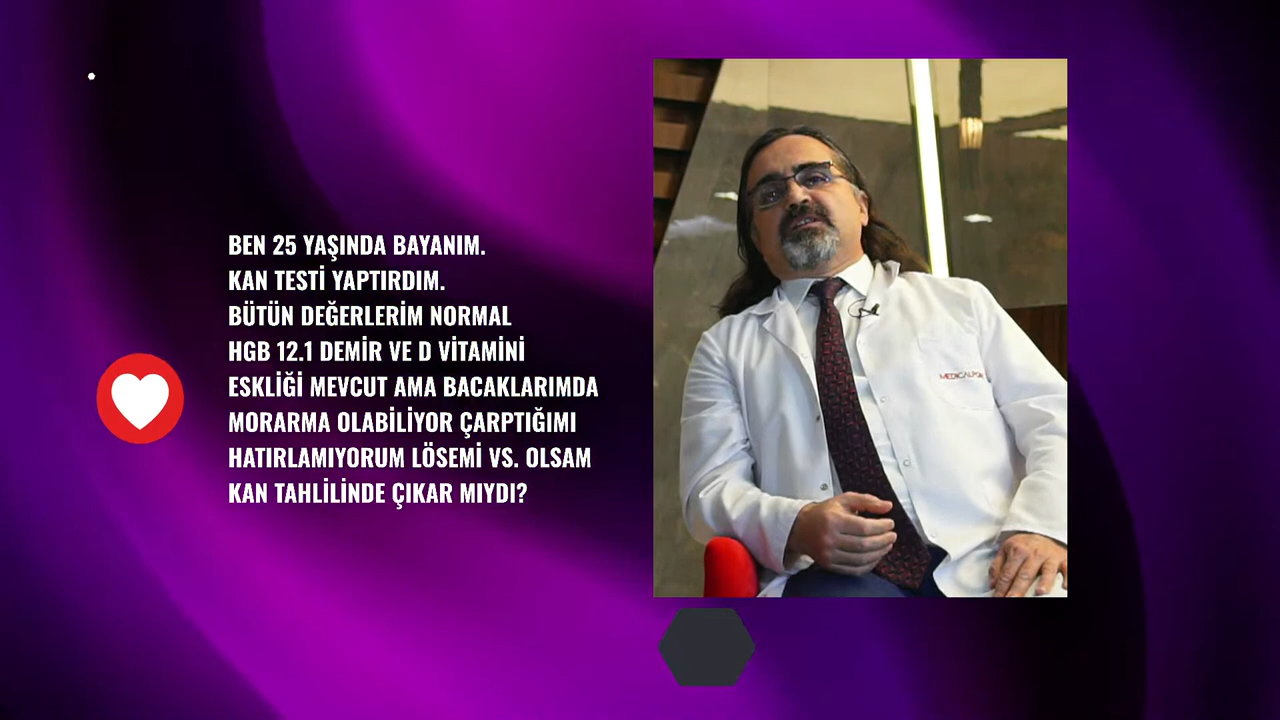 BEN 25 YAŞINDA BAYANIM.
KAN TESTİ YAPTIRDIM.
BÜTÜN DEĞERLERİM NORMAL
HGB 12.1 DEMİR VE D VİTAMİNİ
ESKLİĞİ MEVCUT AMA BACAKLARIMDA
MORARMA OLABİLİYOR ÇARPTIĞIMI
HATIRLAMIYORUM LÖSEMİ VS. OLSAM
KAN TAHLİLİNDE ÇIKAR MIYDI?